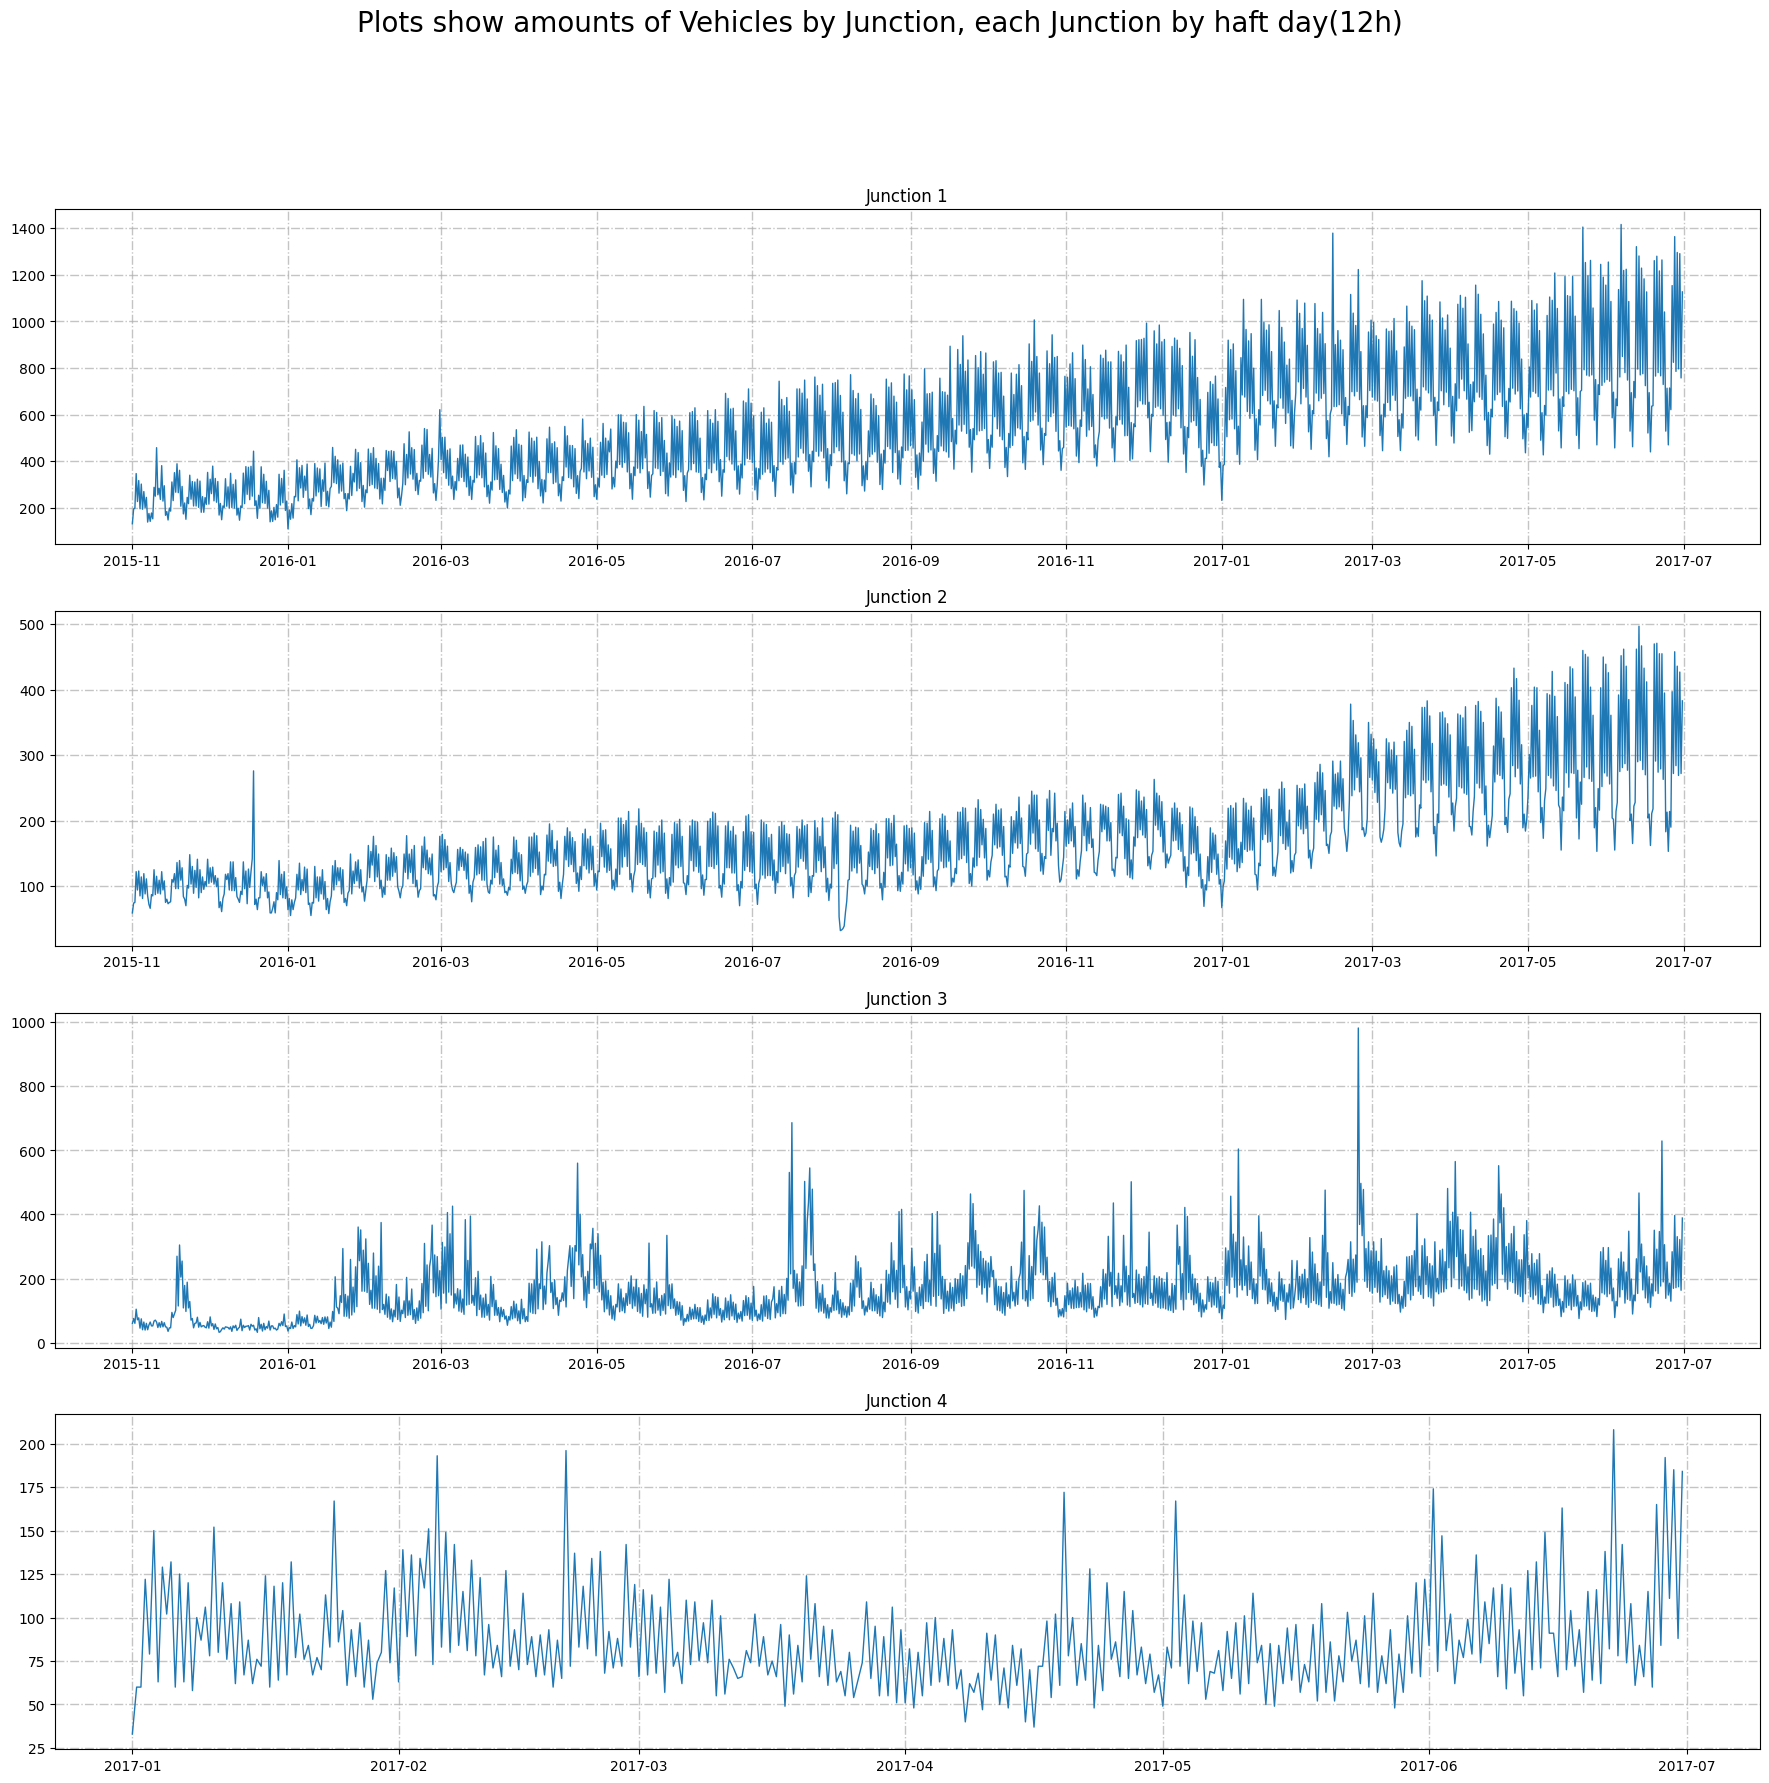 Plots show amounts of Vehicles by Junction, each Junction by haft day(12h)
Junction 1
1400
1200
1000
800
600
400
200
2015-11 2016-01 2016-03 2016-05 2016-07 2016-09 2016-11 2017-01 2017-03 2017-05 2017-07
Junction 2
500
400
300
200
100
2015-11 2016-01 2016-03 2016-05 2016-07 2016-09 2016-11 2017-01 2017-03 2017-05 2017-07
Junction 3
1000
800
600
400
200
0
2015-11 2016-01 2016-03 2016-05 2016-07 2016-09 2016-11 2017-01 2017-03 2017-05 2017-07
Junction 4
200
175
150
125
100
75
50
25
2017-01 2017-02 2017-03 2017-04 2017-05 2017-06 2017-07